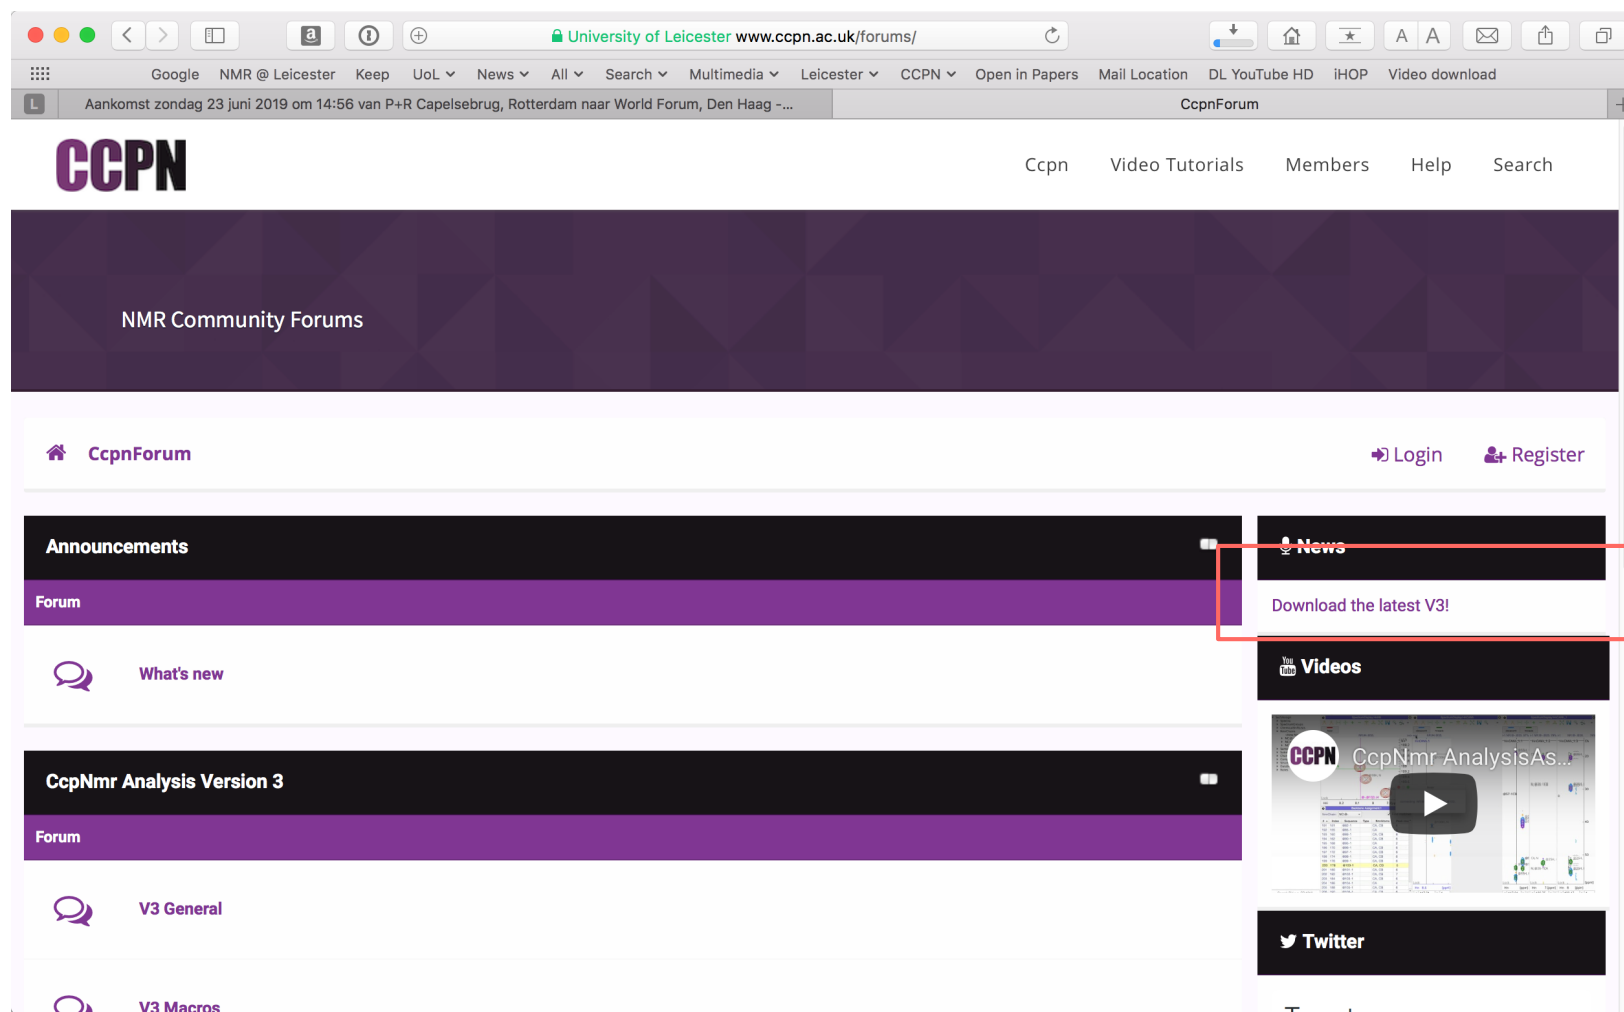 University of Leicester www.ccpn.ac.uk/forums/
A A
Google NMR @ Leicester Keep UoL News All Search Multimedia Leicester CCPN Open in Papers Mail Location DL YouTube HD iHOP Video download
L Aankomst zondag 23 juni 2019 om 14:56 van P+R Capelsebrug, Rotterdam naar World Forum, Den Haag -... CcpnForum
CCPN Ccpn Video Tutorials Members Help Search
NMR Community Forums
CcpnForum Login Register
Announcements
Forum
What's new
CcpNmr Analysis Version 3
Forum
V3 General
V3 Macros
News
Download the latest V3!
You Tube Videos
CCPN CcpNmr AnalysisAs...
Twitter